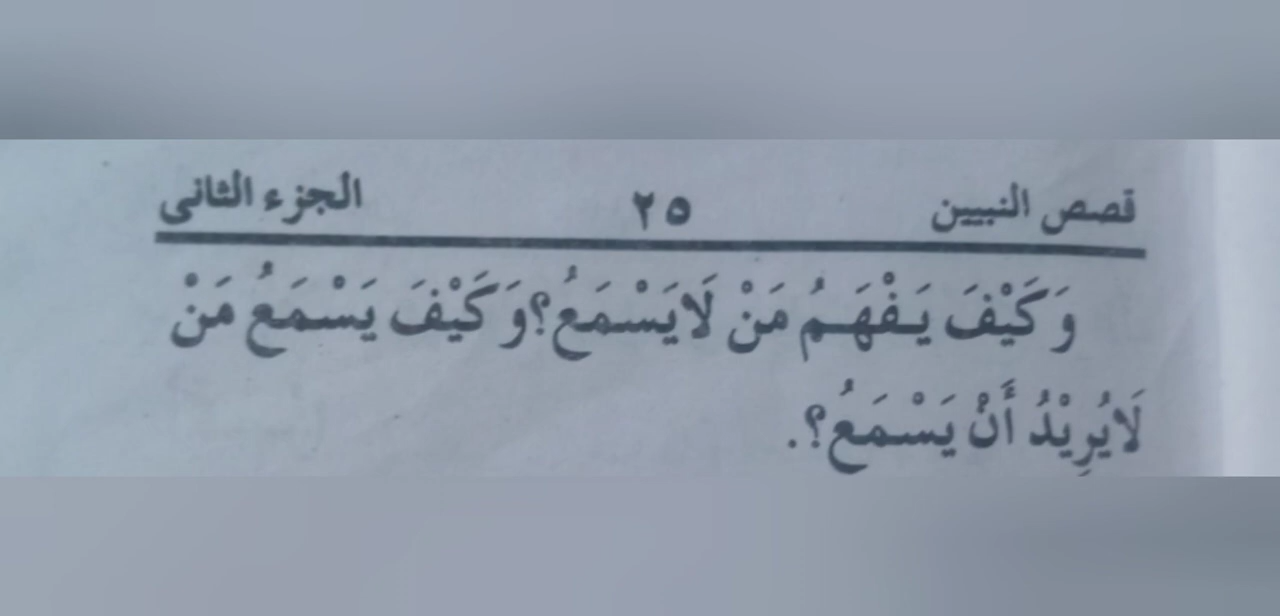 قصص النبيين ٢٥ الجزء الثانى
وَكَيْفَ يَفْهَمُ مَنْ لَايَسْمَعُ؟وَكَيْفَ يَسْمَعُ مَنْ
لَايُرِيْدُ أَنْ يَسْمَعُ؟.